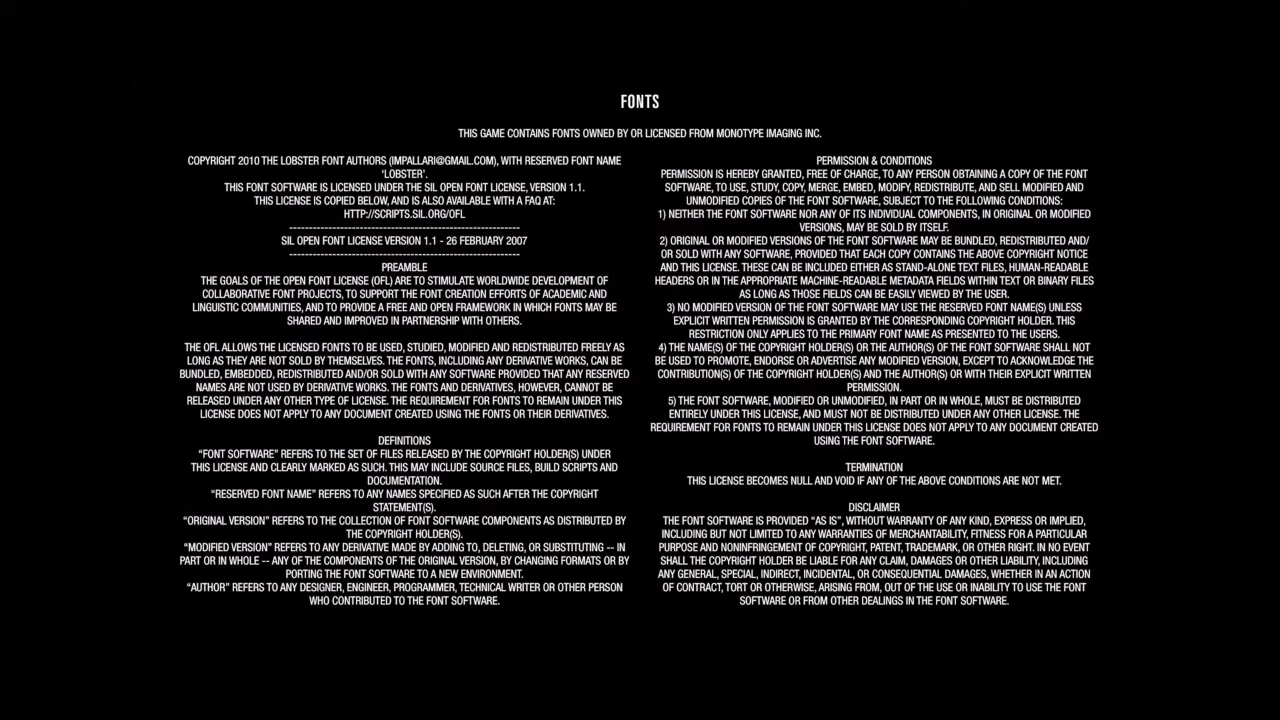 FONTS
THIS GAME CONTAINS FONTS OWNED BY OR LICENSED FROM MONOTYPE IMAGING INC.
COPYRIGHT 2010 THE LOBSTER FONT AUTHORS (IMPALLARI@GMAIL.COM), WITH RESERVED FONT NAME
'LOBSTER'.
THIS FONT SOFTWARE IS LICENSED UNDER THE SIL OPEN FONT LICENSE, VERSION 1.1.
THIS LICENSE IS COPIED BELOW, AND IS ALSO AVAILABLE WITH A FAQ AT:
HTTP://SCRIPTS.SIL.ORG/OFL
-----------------------------------------------------------
SIL OPEN FONT LICENSE VERSION 1.1 - 26 FEBRUARY 2007
-----------------------------------------------------------
PREAMBLE
THE GOALS OF THE OPEN FONT LICENSE (OFL) ARE TO STIMULATE WORLDWIDE DEVELOPMENT OF
COLLABORATIVE FONT PROJECTS, TO SUPPORT THE FONT CREATION EFFORTS OF ACADEMIC AND
LINGUISTIC COMMUNITIES, AND TO PROVIDE A FREE AND OPEN FRAMEWORK IN WHICH FONTS MAY BE
SHARED AND IMPROVED IN PARTNERSHIP WITH OTHERS.
THE OFL ALLOWS THE LICENSED FONTS TO BE USED, STUDIED, MODIFIED AND REDISTRIBUTED FREELY AS
LONG AS THEY ARE NOT SOLD BY THEMSELVES. THE FONTS, INCLUDING ANY DERIVATIVE WORKS, CAN BE
BUNDLED, EMBEDDED, REDISTRIBUTED AND/OR SOLD WITH ANY SOFTWARE PROVIDED THAT ANY RESERVED
NAMES ARE NOT USED BY DERIVATIVE WORKS. THE FONTS AND DERIVATIVES, HOWEVER, CANNOT BE
RELEASED UNDER ANY OTHER TYPE OF LICENSE. THE REQUIREMENT FOR FONTS TO REMAIN UNDER THIS
LICENSE DOES NOT APPLY TO ANY DOCUMENT CREATED USING THE FONTS OR THEIR DERIVATIVES.
DEFINITIONS
“FONT SOFTWARE” REFERS TO THE SET OF FILES RELEASED BY THE COPYRIGHT HOLDER(S) UNDER
THIS LICENSE AND CLEARLY MARKED AS SUCH. THIS MAY INCLUDE SOURCE FILES, BUILD SCRIPTS AND
DOCUMENTATION.
“RESERVED FONT NAME” REFERS TO ANY NAMES SPECIFIED AS SUCH AFTER THE COPYRIGHT
STATEMENT(S).
“ORIGINAL VERSION” REFERS TO THE COLLECTION OF FONT SOFTWARE COMPONENTS AS DISTRIBUTED BY
THE COPYRIGHT HOLDER(S).
“MODIFIED VERSION” REFERS TO ANY DERIVATIVE MADE BY ADDING TO, DELETING, OR SUBSTITUTING -- IN
PART OR IN WHOLE -- ANY OF THE COMPONENTS OF THE ORIGINAL VERSION, BY CHANGING FORMATS OR BY
PORTING THE FONT SOFTWARE TO A NEW ENVIRONMENT.
“AUTHOR” REFERS TO ANY DESIGNER, ENGINEER, PROGRAMMER, TECHNICAL WRITER OR OTHER PERSON
WHO CONTRIBUTED TO THE FONT SOFTWARE.
PERMISSION & CONDITIONS
PERMISSION IS HEREBY GRANTED, FREE OF CHARGE, TO ANY PERSON OBTAINING A COPY OF THE FONT
SOFTWARE, TO USE, STUDY, COPY, MERGE, EMBED, MODIFY, REDISTRIBUTE, AND SELL MODIFIED AND
UNMODIFIED COPIES OF THE FONT SOFTWARE, SUBJECT TO THE FOLLOWING CONDITIONS:
1) NEITHER THE FONT SOFTWARE NOR ANY OF ITS INDIVIDUAL COMPONENTS, IN ORIGINAL OR MODIFIED
VERSIONS, MAY BE SOLD BY ITSELF.
2) ORIGINAL OR MODIFIED VERSIONS OF THE FONT SOFTWARE MAY BE BUNDLED, REDISTRIBUTED AND/
OR SOLD WITH ANY SOFTWARE, PROVIDED THAT EACH COPY CONTAINS THE ABOVE COPYRIGHT NOTICE
AND THIS LICENSE. THESE CAN BE INCLUDED EITHER AS STAND-ALONE TEXT FILES, HUMAN-READABLE
HEADERS OR IN THE APPROPRIATE MACHINE-READABLE METADATA FIELDS WITHIN TEXT OR BINARY FILES
AS LONG AS THOSE FIELDS CAN BE EASILY VIEWED BY THE USER.
3) NO MODIFIED VERSION OF THE FONT SOFTWARE MAY USE THE RESERVED FONT NAME(S) UNLESS
EXPLICIT WRITTEN PERMISSION IS GRANTED BY THE CORRESPONDING COPYRIGHT HOLDER. THIS
RESTRICTION ONLY APPLIES TO THE PRIMARY FONT NAME AS PRESENTED TO THE USERS.
4) THE NAME(S) OF THE COPYRIGHT HOLDER(S) OR THE AUTHOR(S) OF THE FONT SOFTWARE SHALL NOT
BE USED TO PROMOTE, ENDORSE OR ADVERTISE ANY MODIFIED VERSION, EXCEPT TO ACKNOWLEDGE THE
CONTRIBUTION(S) OF THE COPYRIGHT HOLDER(S) AND THE AUTHOR(S) OR WITH THEIR EXPLICIT WRITTEN
PERMISSION.
5) THE FONT SOFTWARE, MODIFIED OR UNMODIFIED, IN PART OR IN WHOLE, MUST BE DISTRIBUTED
ENTIRELY UNDER THIS LICENSE, AND MUST NOT BE DISTRIBUTED UNDER ANY OTHER LICENSE. THE
REQUIREMENT FOR FONTS TO REMAIN UNDER THIS LICENSE DOES NOT APPLY TO ANY DOCUMENT CREATED
USING THE FONT SOFTWARE.
TERMINATION
THIS LICENSE BECOMES NULL AND VOID IF ANY OF THE ABOVE CONDITIONS ARE NOT MET.
DISCLAIMER
THE FONT SOFTWARE IS PROVIDED “AS IS”, WITHOUT WARRANTY OF ANY KIND, EXPRESS OR IMPLIED,
INCLUDING BUT NOT LIMITED TO ANY WARRANTIES OF MERCHANTABILITY, FITNESS FOR A PARTICULAR
PURPOSE AND NONINFRINGEMENT OF COPYRIGHT, PATENT, TRADEMARK, OR OTHER RIGHT. IN NO EVENT
SHALL THE COPYRIGHT HOLDER BE LIABLE FOR ANY CLAIM, DAMAGES OR OTHER LIABILITY, INCLUDING
ANY GENERAL, SPECIAL, INDIRECT, INCIDENTAL, OR CONSEQUENTIAL DAMAGES, WHETHER IN AN ACTION
OF CONTRACT, TORT OR OTHERWISE, ARISING FROM, OUT OF THE USE OR INABILITY TO USE THE FONT
SOFTWARE OR FROM OTHER DEALINGS IN THE FONT SOFTWARE.